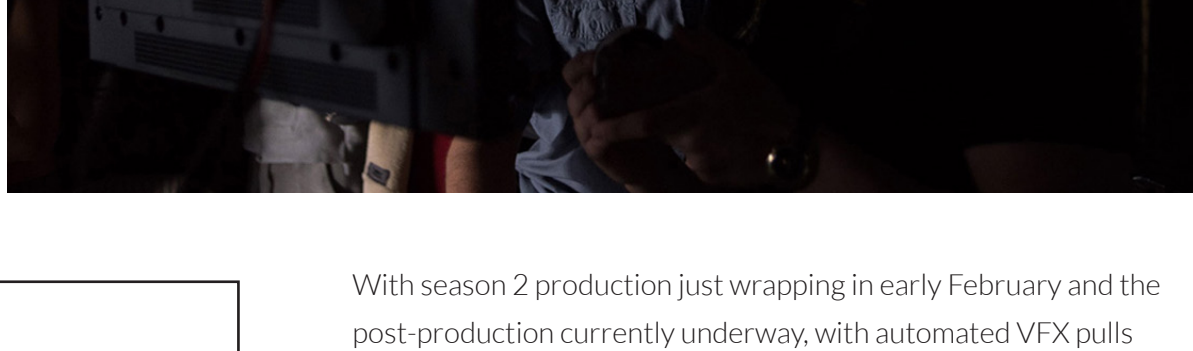 With season 2 production just wrapping in early February and the
post-production currently underway, with automated VFX pulls